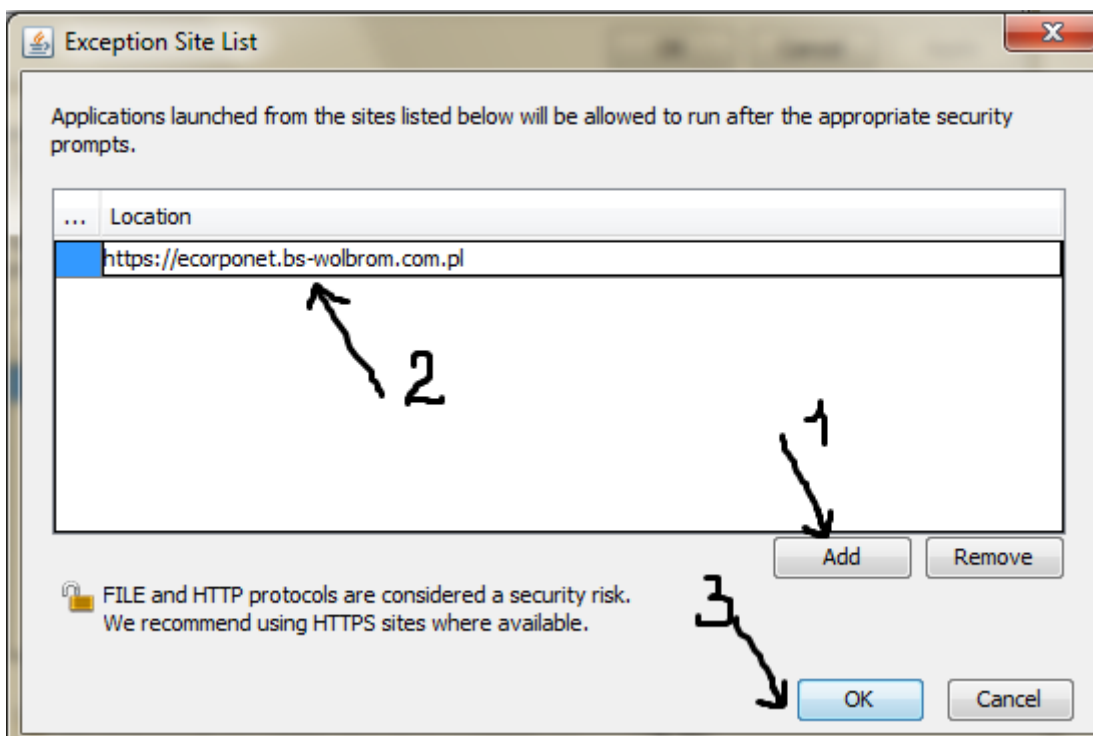 Exception Site List
Applications launched from the sites listed below will be allowed to run after the appropriate security
prompts.
... Location
https://ecorponet.bs-wolbrom.com.pl
2
1
Add Remove
FILE and HTTP protocols are considered a security risk.
We recommend using HTTPS sites where available.
3
OK Cancel